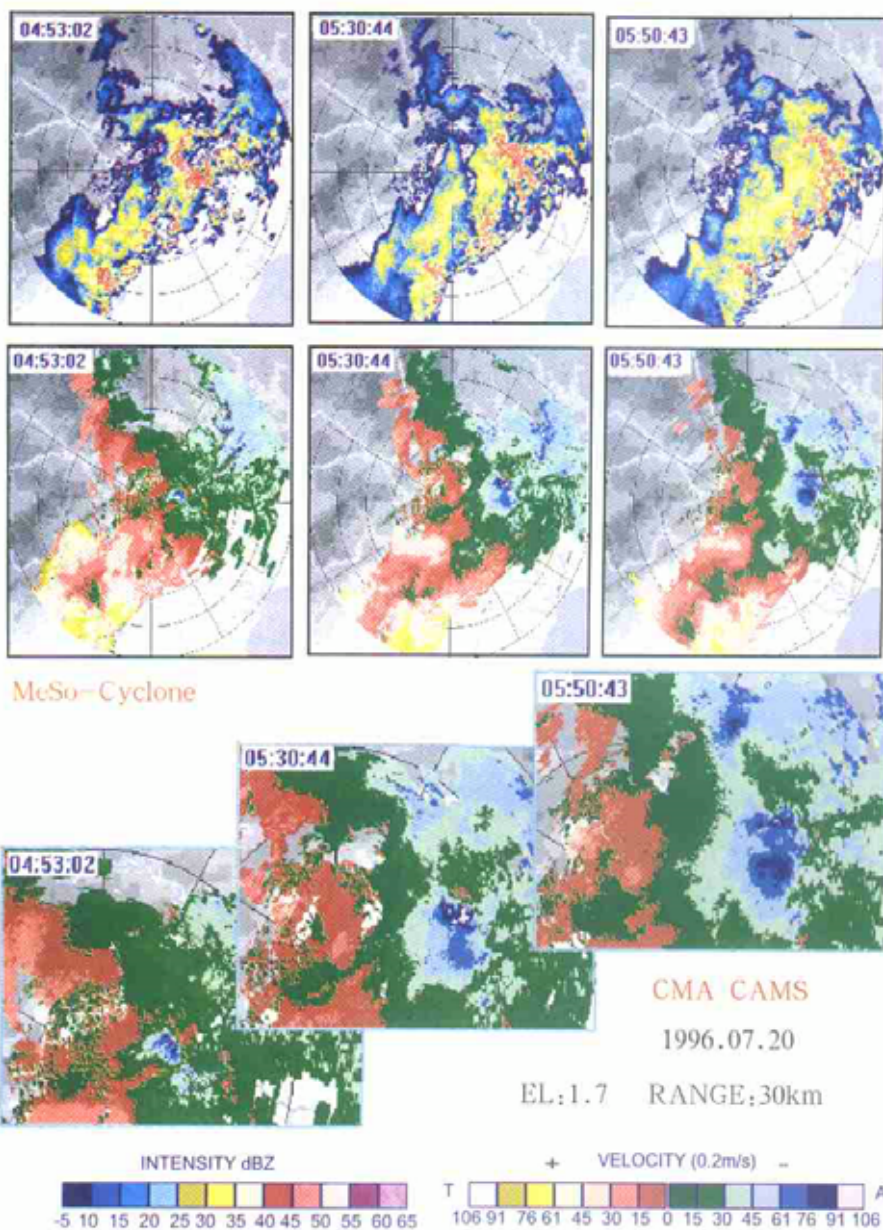 04:53:02 05:30:44 05:50:43
04:53:02 05:30:44 05:50:43
MeSo-Cyclone
05:50:43
05:30:44
04:53:02
CMA CAMS
1996.07.20
EL:1.7 RANGE:30km
INTENSITY dBZ + VELOCITY (0.2m/s) -
T A
-5 10 15 20 25 30 35 40 45 50 55 60 65 106 91 76 61 45 30 15 0 15 30 45 61 76 91 106